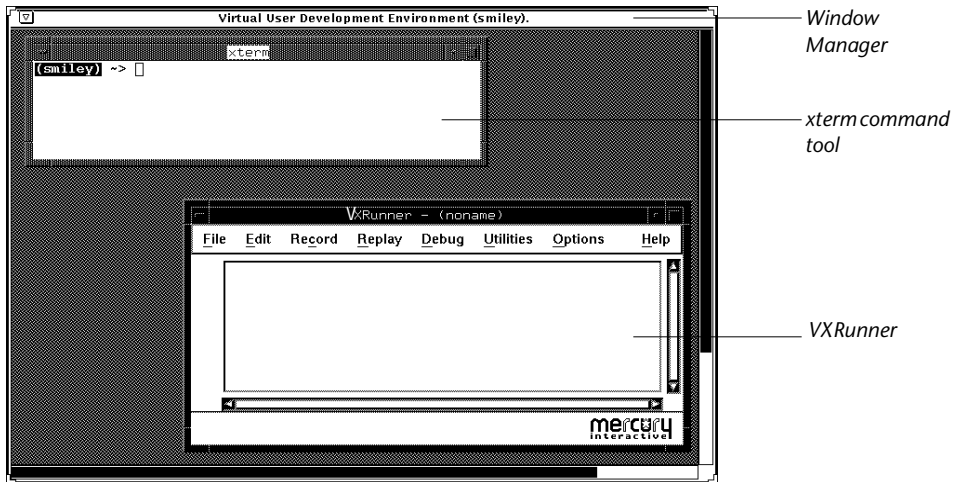 Virtual User Development Environment (smiley).
Window
Manager
xterm
(smiley) ~>
xterm command
tool
VXRunner - (noname)
File Edit Record Replay Debug Utilities Options Help
VXRunner
mercury
interactive